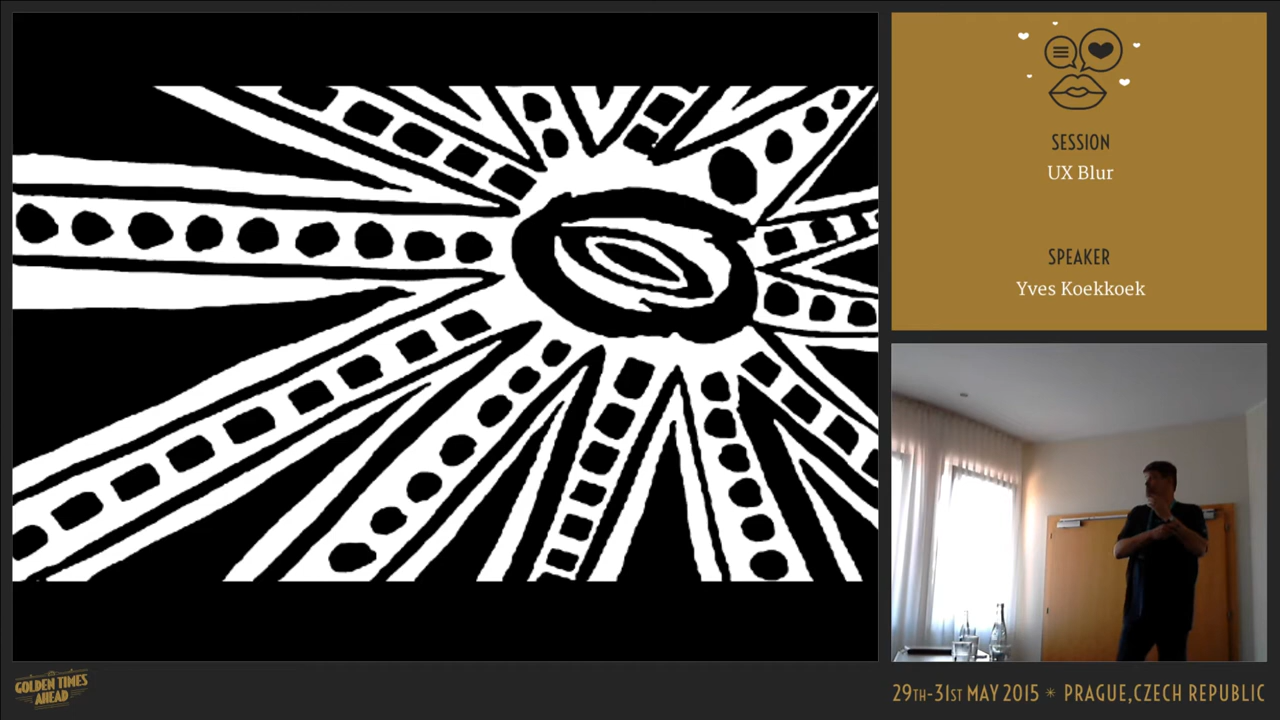 SESSION
UX Blur
SPEAKER
Yves Koekkoek
GOLDEN TIMES
AHEAD
29TH-31ST MAY 2015 * PRAGUE,CZECH REPUBLIC